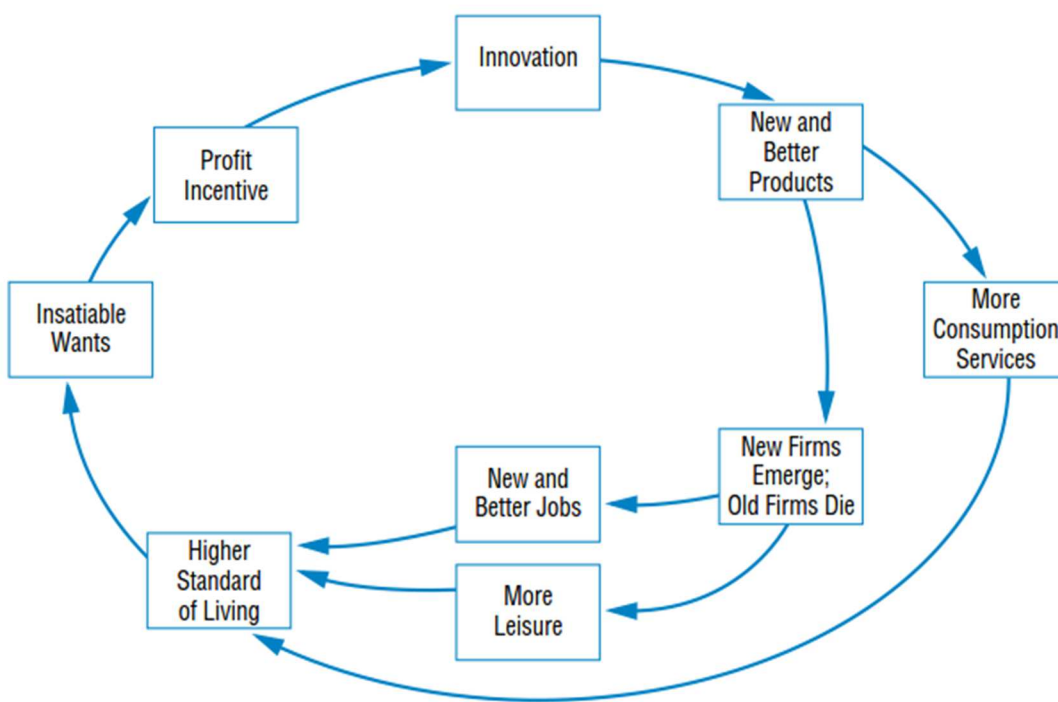 Innovation
New and
Better
Products
Profit
Incentive
More
Consumption
Services
Insatiable
Wants
New Firms
Emerge;
Old Firms Die
New and
Better Jobs
Higher
Standard
of Living
More
Leisure